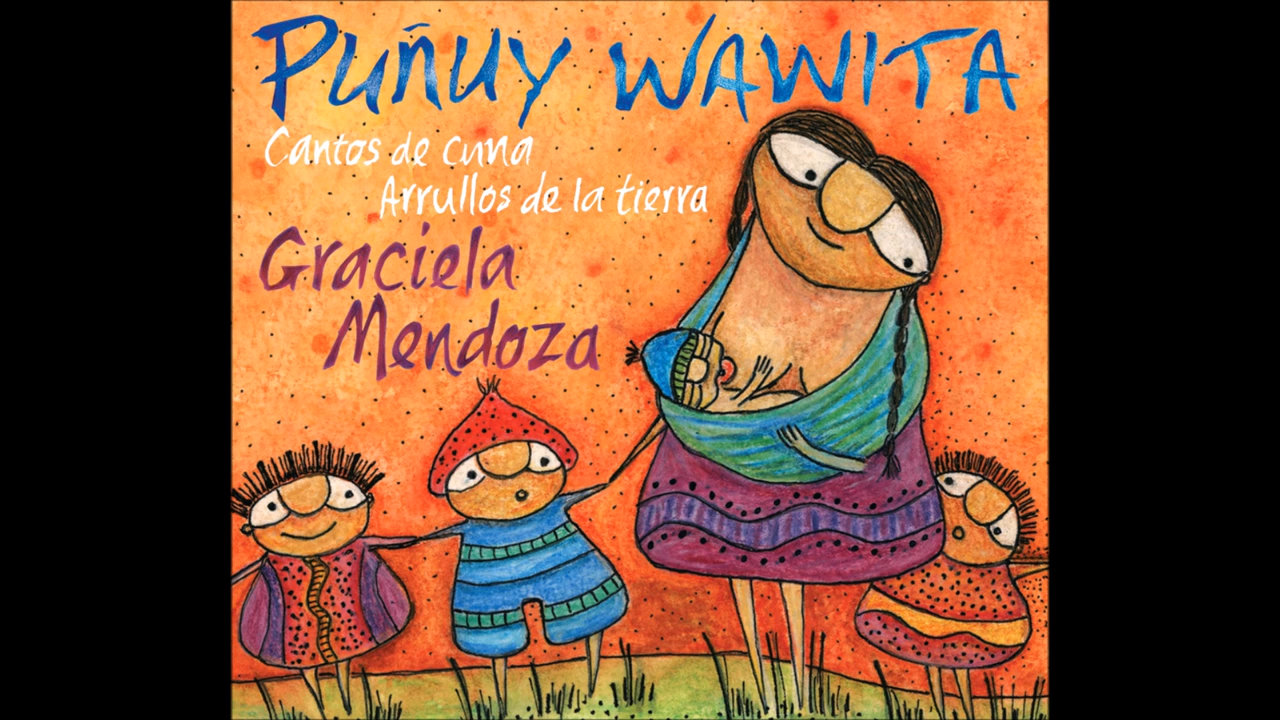 Puñuy Wawita
Cantos de cuna
Arrullos de la tierra
Graciela
Mendoza